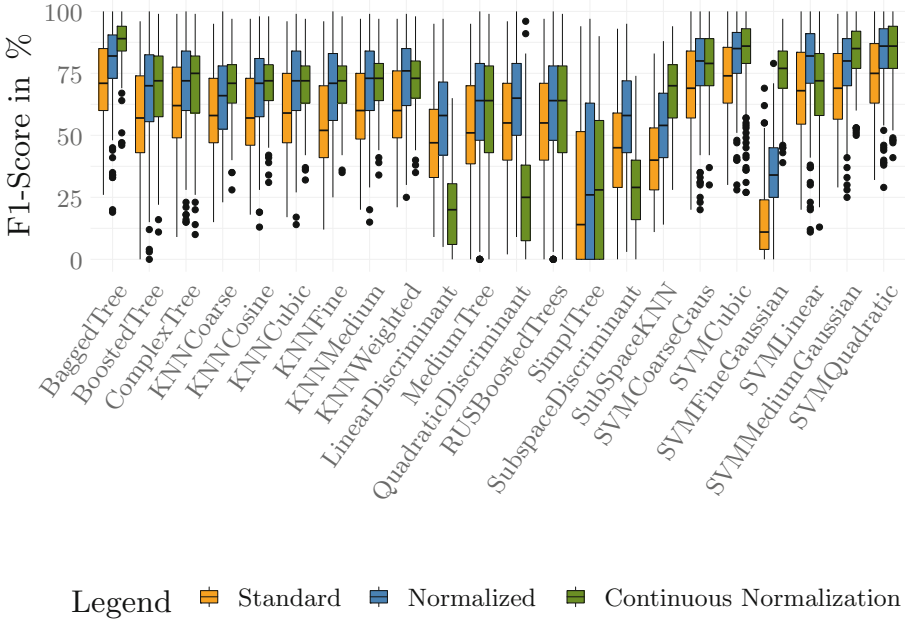 F1-Score in %
100
75
50
25
0
BaggedTree
BoostedTree
ComplexTree
KNNCoarse
KNNCosine
KNNCubic
KNNFine
KNNMedium
KNNWeighted
LinearDiscriminant
MediumTree
QuadraticDiscriminant
RUSBoostedTrees
SimplTree
SubspaceDiscriminant
SubSpaceKNN
SVMCoarseGaus
SVMCubic
SVMFineGaussian
SVMLinear
SVMMediumGaussian
SVMQuadratic
Legend Standard Normalized Continuous Normalization